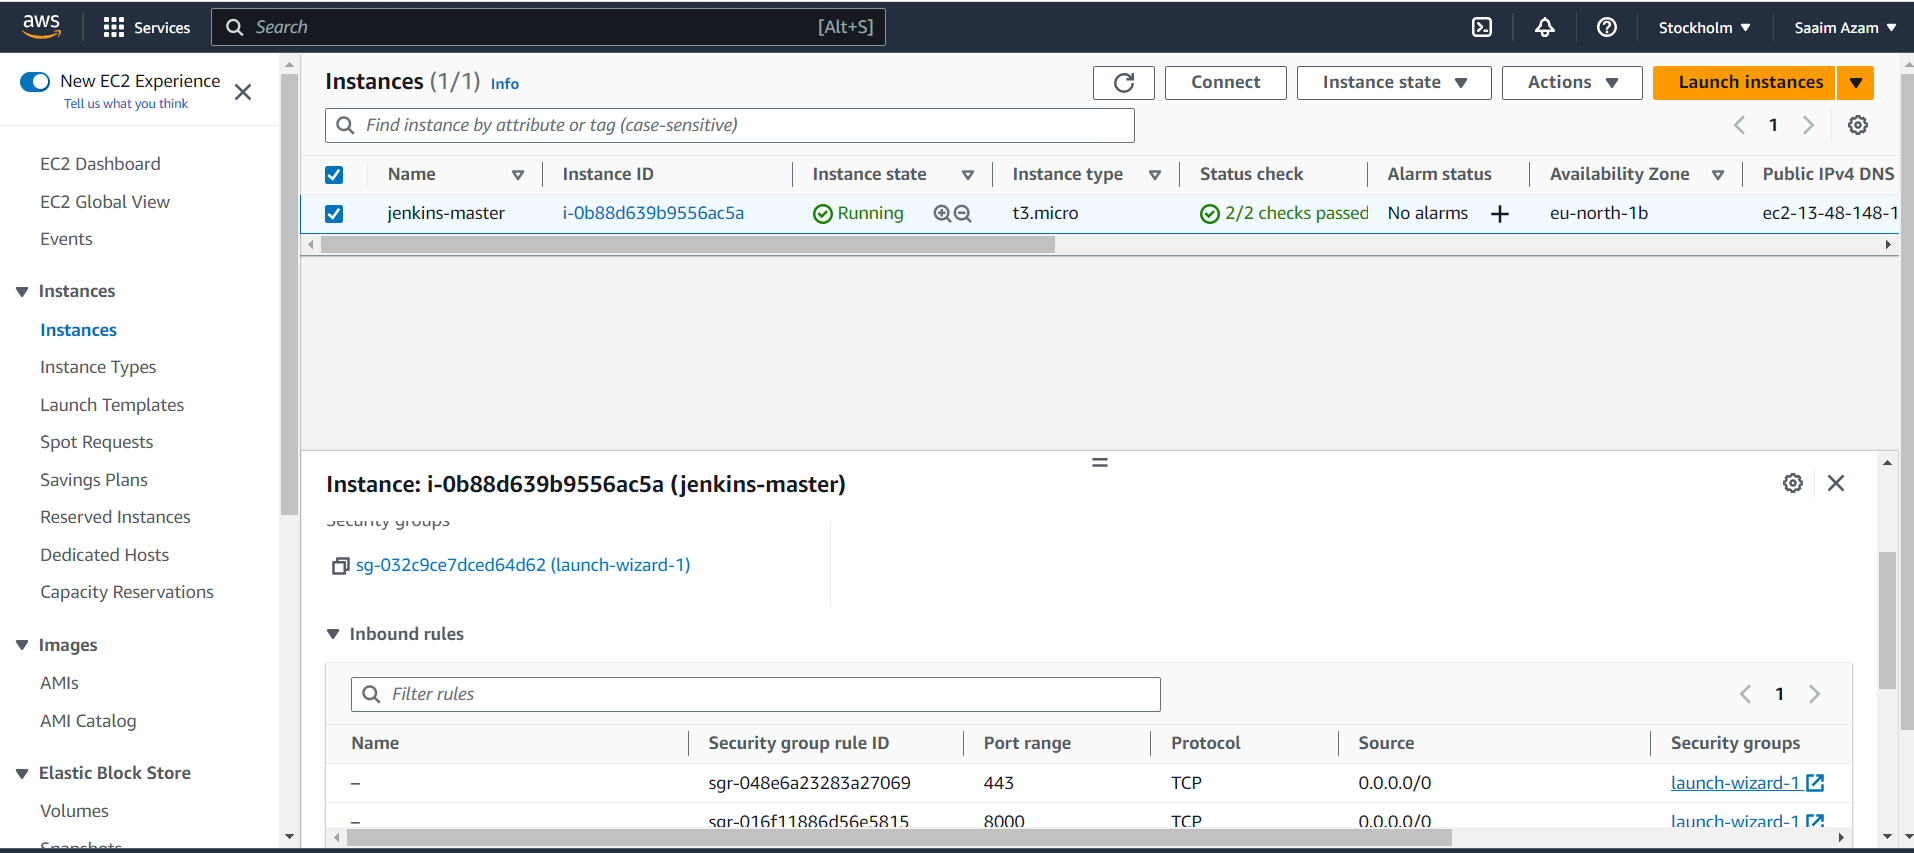 aws
Services
Search [Alt+S]
Stockholm
Saaim Azam
New EC2 Experience
Tell us what you think
EC2 Dashboard
EC2 Global View
Events
Instances
Instances
Instance Types
Launch Templates
Spot Requests
Savings Plans
Reserved Instances
Dedicated Hosts
Capacity Reservations
Images
AMIs
AMI Catalog
Elastic Block Store
Volumes
Snapshots
Instances (1/1) Info
Connect
Instance state
Actions
Launch instances
Find instance by attribute or tag (case-sensitive)
1
Name Instance ID Instance state Instance type Status check Alarm status Availability Zone Public IPv4 DNS
jenkins-master i-0b88d639b9556ac5a Running t3.micro 2/2 checks passed No alarms + eu-north-1b ec2-13-48-148-1
Instance: i-0b88d639b9556ac5a (jenkins-master)
Security groups
sg-032c9ce7dced64d62 (launch-wizard-1)
Inbound rules
Filter rules
1
Name Security group rule ID Port range Protocol Source Security groups
– sgr-048e6a23283a27069 443 TCP 0.0.0.0/0 launch-wizard-1
– sgr-016f11886d56e5815 8000 TCP 0.0.0.0/0 launch-wizard-1